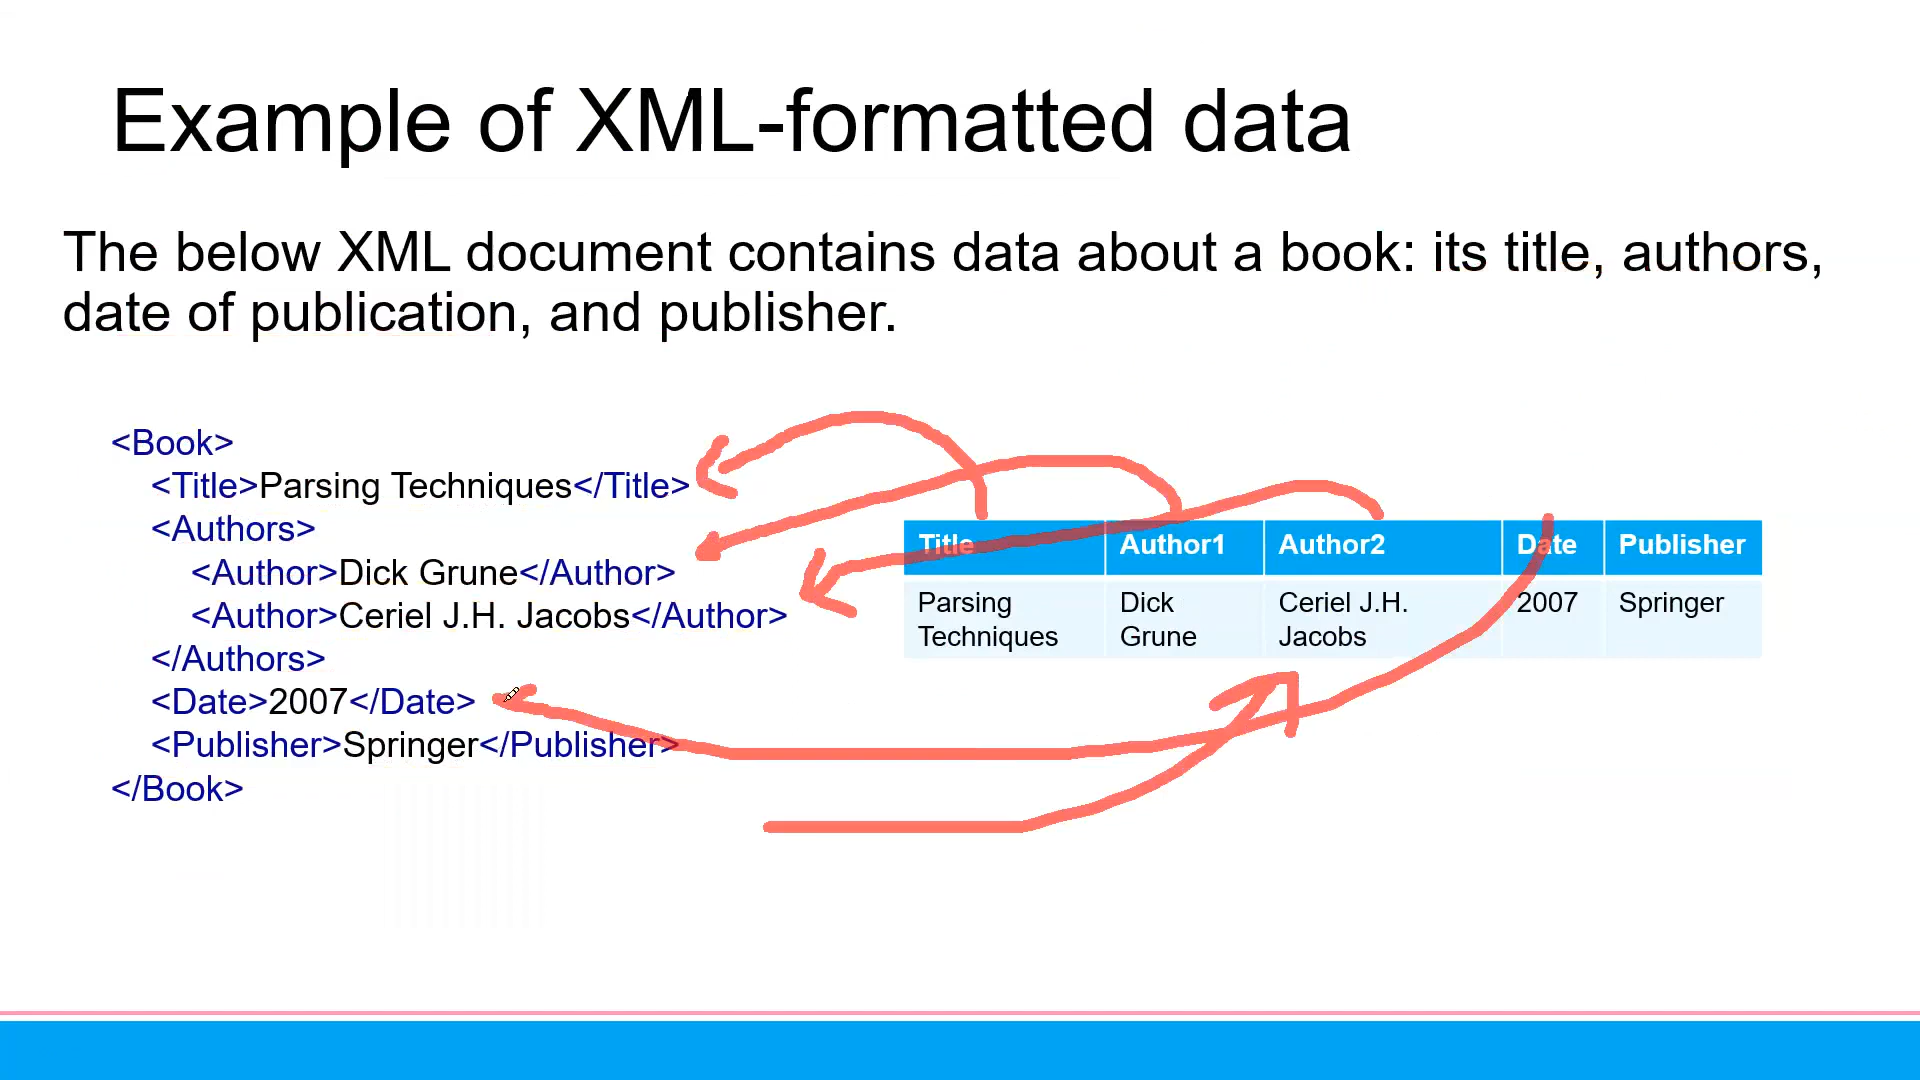 Example of XML-formatted data
The below XML document contains data about a book: its title, authors,
date of publication, and publisher.
<Book>
<Title>Parsing Techniques</Title>
<Authors>
<Author>Dick Grune</Author>
<Author>Ceriel J.H. Jacobs</Author>
</Authors>
<Date>2007</Date>
<Publisher>Springer</Publisher>
</Book>
Title Author1 Author2 Date Publisher
Parsing Dick Ceriel J.H. 2007 Springer
Techniques Grune Jacobs